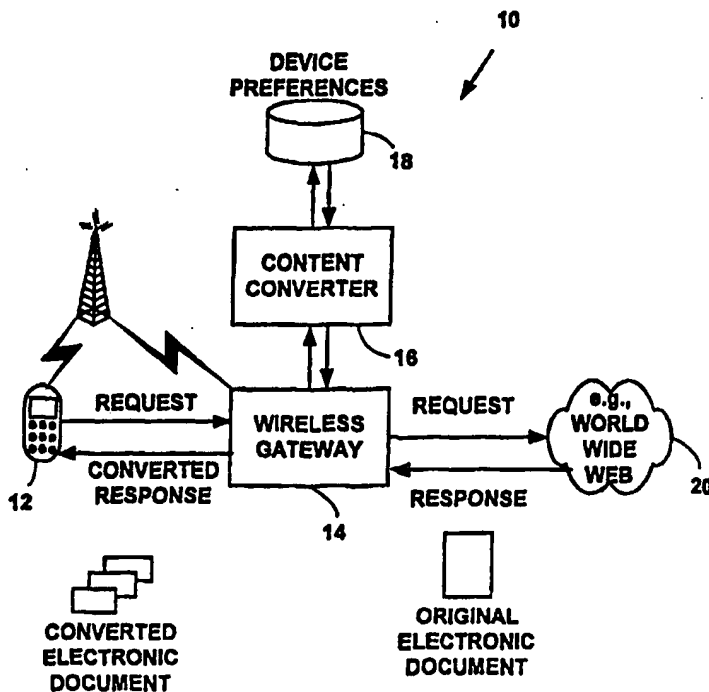 10
DEVICE
PREFERENCES
18
CONTENT
CONVERTER
16
REQUEST
WIRELESS
GATEWAY
REQUEST
e.g.,
WORLD
WIDE
WEB
CONVERTED
RESPONSE
RESPONSE
12
14
20
CONVERTED
ELECTRONIC
DOCUMENT
ORIGINAL
ELECTRONIC
DOCUMENT